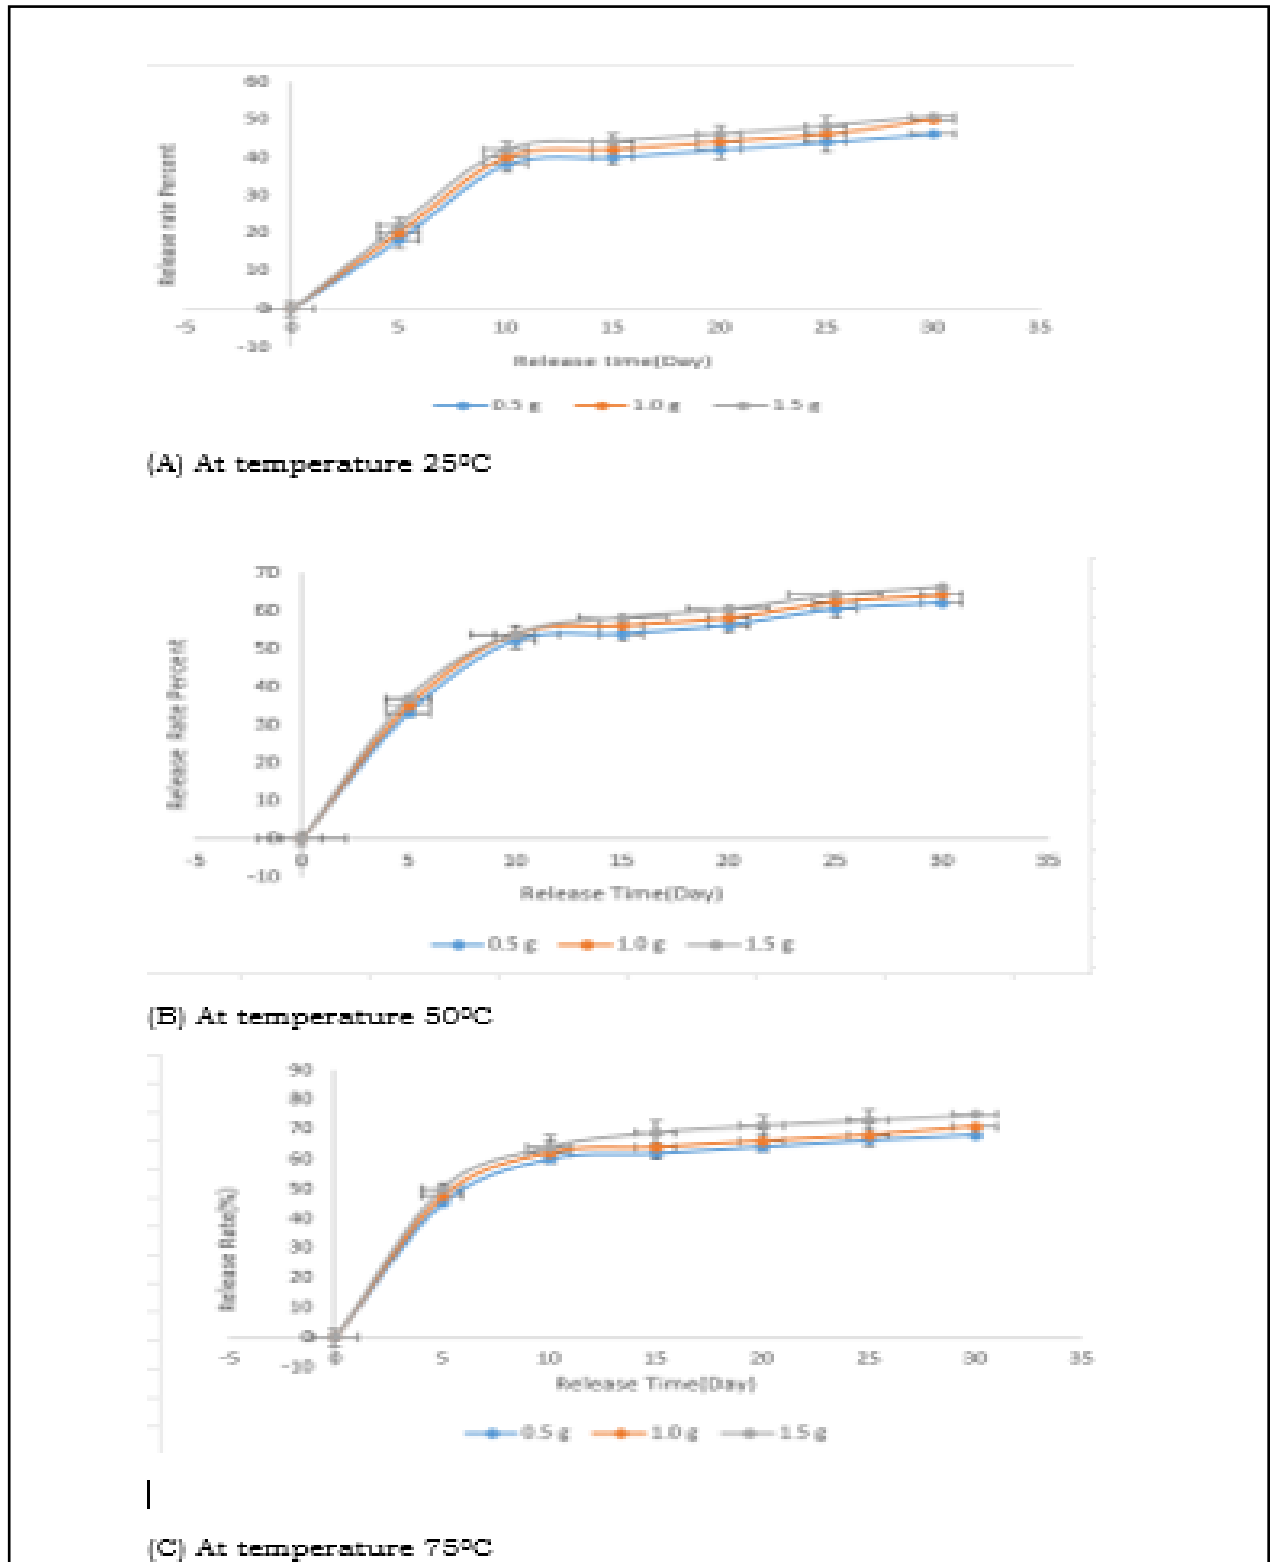 60
50
40
30
20
10
0
-10
Release rate Percent
-5 0 5 10 15 20 25 30 35
Release time(Day)
0.5 g 1.0 g 1.5 g
(A) At temperature 25ºC
70
60
50
40
30
20
10
0
-10
Release Rate Percent
-5 0 5 10 15 20 25 30 35
Release Time(Day)
0.5 g 1.0 g 1.5 g
(B) At temperature 50ºC
90
80
70
60
50
40
30
20
10
0
-10
Release Rate(%)
-5 0 5 10 15 20 25 30 35
Release Time(Day)
0.5 g 1.0 g 1.5 g
(C) At temperature 75ºC